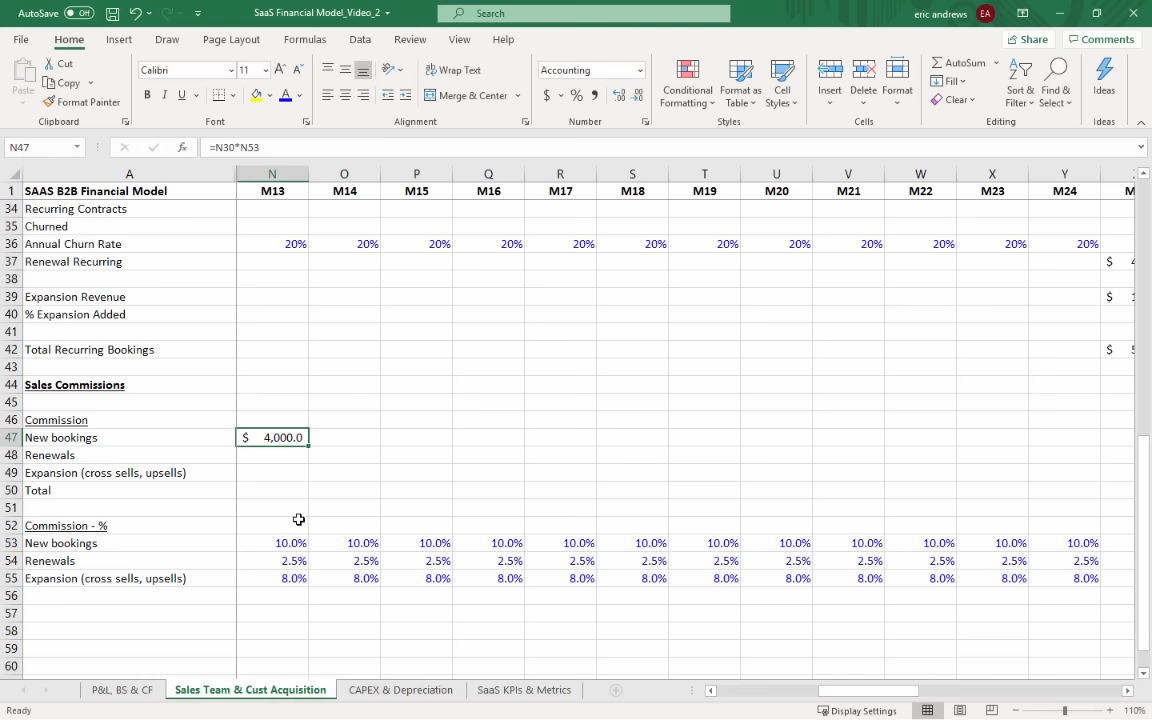 AutoSave Off SaaS Financial Model_Video_2 Search eric andrews EA
File Home Insert Draw Page Layout Formulas Data Review View Help Share Comments
Cut Calibri 11 Wrap Text Accounting AutoSum
Paste Copy Fill
Format Painter B I U Merge & Center $ % Conditional Formatting Format as Table Cell Styles Insert Delete Format Clear Sort & Filter Find & Select Ideas
Clipboard Font Alignment Number Styles Cells Editing Ideas
N47 fx =N30*N53
A N O P Q R S T U V W X Y
1 SAAS B2B Financial Model M13 M14 M15 M16 M17 M18 M19 M20 M21 M22 M23 M24
34 Recurring Contracts
35 Churned
36 Annual Churn Rate 20% 20% 20% 20% 20% 20% 20% 20% 20% 20% 20% 20%
37 Renewal Recurring $
38
39 Expansion Revenue $
40 % Expansion Added
41
42 Total Recurring Bookings $
43
44 Sales Commissions
45
46 Commission
47 New bookings $ 4,000.0
48 Renewals
49 Expansion (cross sells, upsells)
50 Total
51
52 Commission - %
53 New bookings 10.0% 10.0% 10.0% 10.0% 10.0% 10.0% 10.0% 10.0% 10.0% 10.0% 10.0% 10.0%
54 Renewals 2.5% 2.5% 2.5% 2.5% 2.5% 2.5% 2.5% 2.5% 2.5% 2.5% 2.5% 2.5%
55 Expansion (cross sells, upsells) 8.0% 8.0% 8.0% 8.0% 8.0% 8.0% 8.0% 8.0% 8.0% 8.0% 8.0% 8.0%
56
57
58
59
60
P&L, BS & CF Sales Team & Cust Acquisition CAPEX & Depreciation SaaS KPIs & Metrics
Ready Display Settings 110%